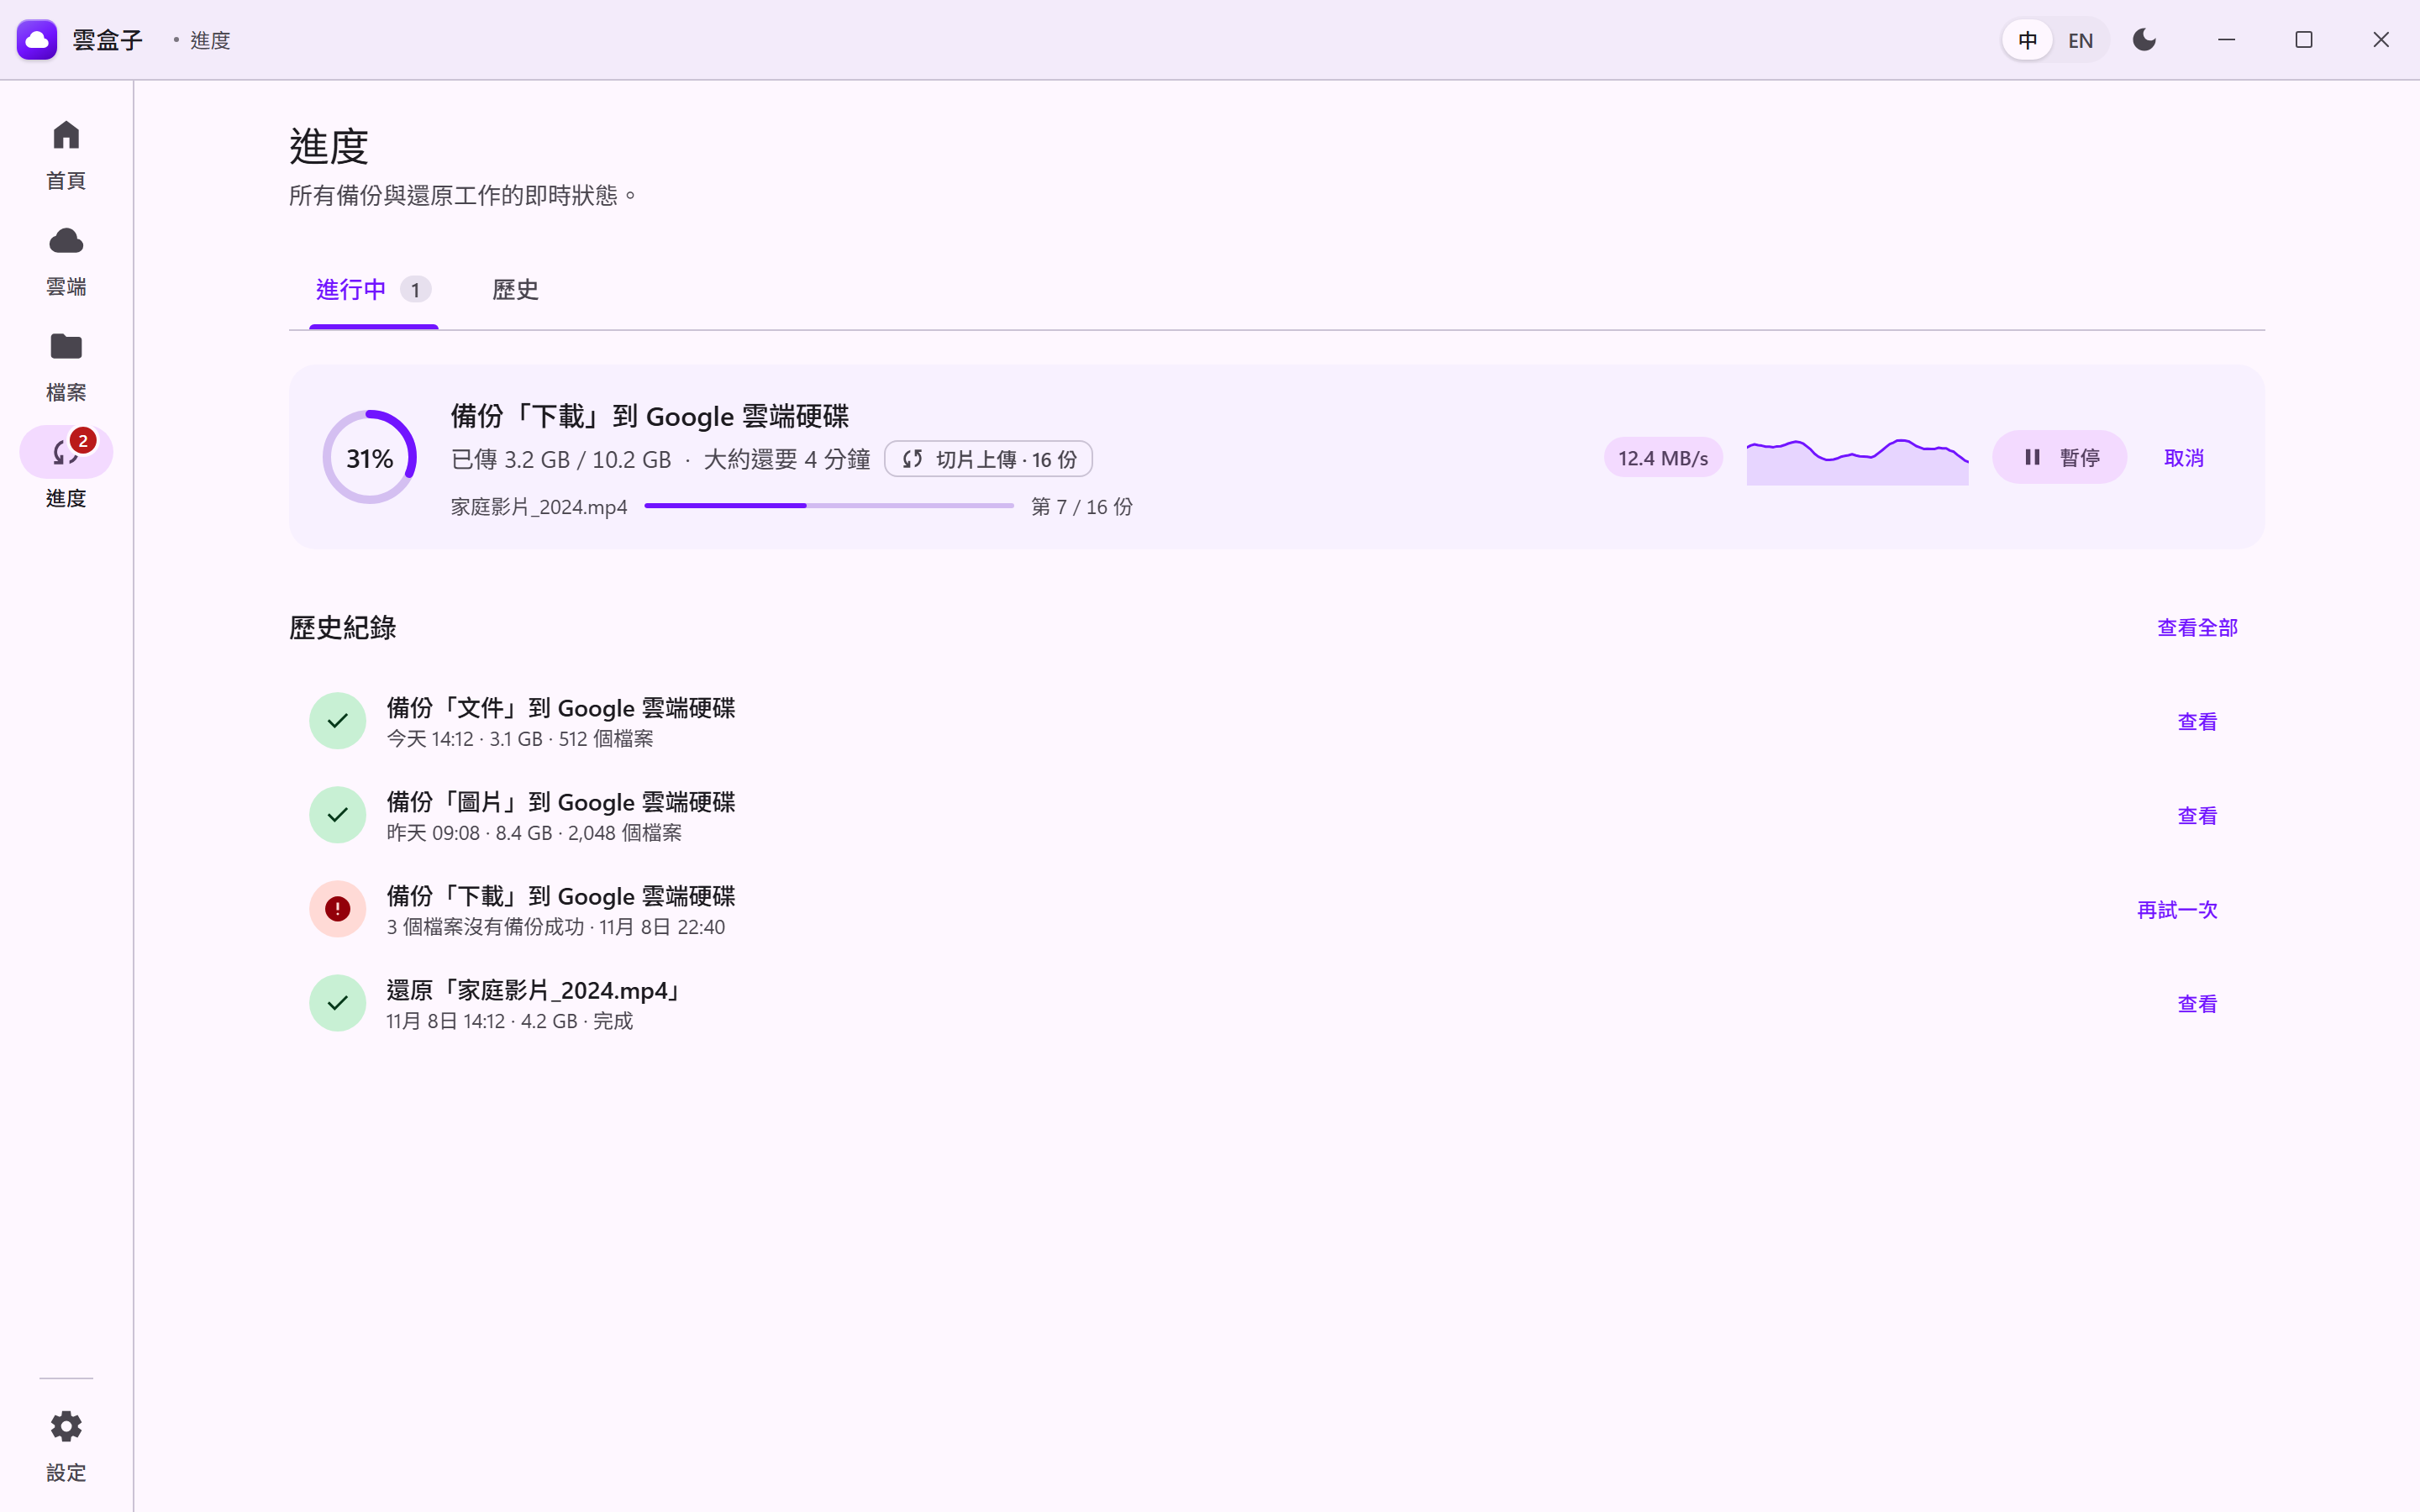 雲盒子 • 進度
中 EN
首頁
雲端
檔案
2
進度
設定
進度
所有備份與還原工作的即時狀態。
進行中 1 歷史
31%
備份「下載」到 Google 雲端硬碟
已傳 3.2 GB / 10.2 GB · 大約還要 4 分鐘 切片上傳 · 16 份
家庭影片_2024.mp4 第 7 / 16 份
12.4 MB/s 暫停 取消
歷史紀錄 查看全部
備份「文件」到 Google 雲端硬碟
今天 14:12 · 3.1 GB · 512 個檔案
查看
備份「圖片」到 Google 雲端硬碟
昨天 09:08 · 8.4 GB · 2,048 個檔案
查看
備份「下載」到 Google 雲端硬碟
3 個檔案沒有備份成功 · 11月 8日 22:40
再試一次
還原「家庭影片_2024.mp4」
11月 8日 14:12 · 4.2 GB · 完成
查看